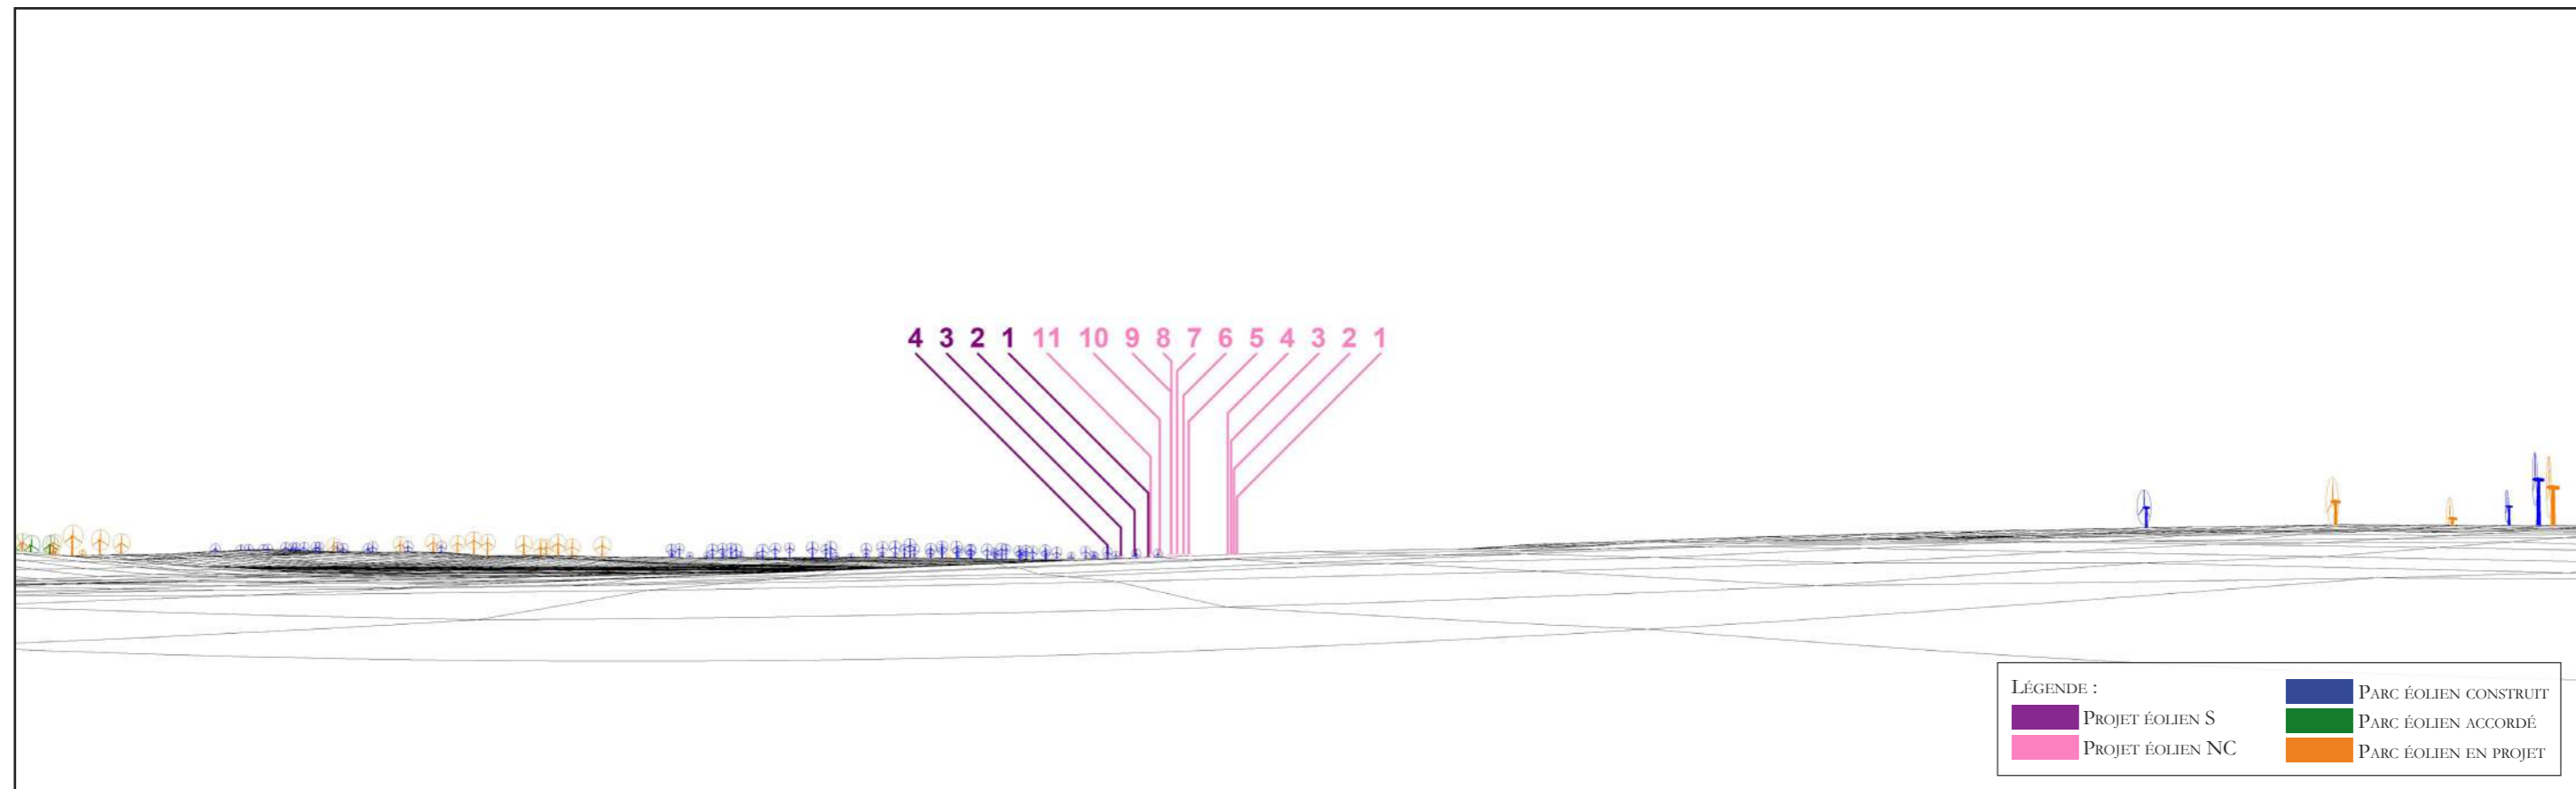 4 3 2 1 11 10 9 8 7 6 5 4 3 2 1
Légende :
Projet éolien S
Projet éolien NC
Parc éolien construit
Parc éolien accordé
Parc éolien en projet